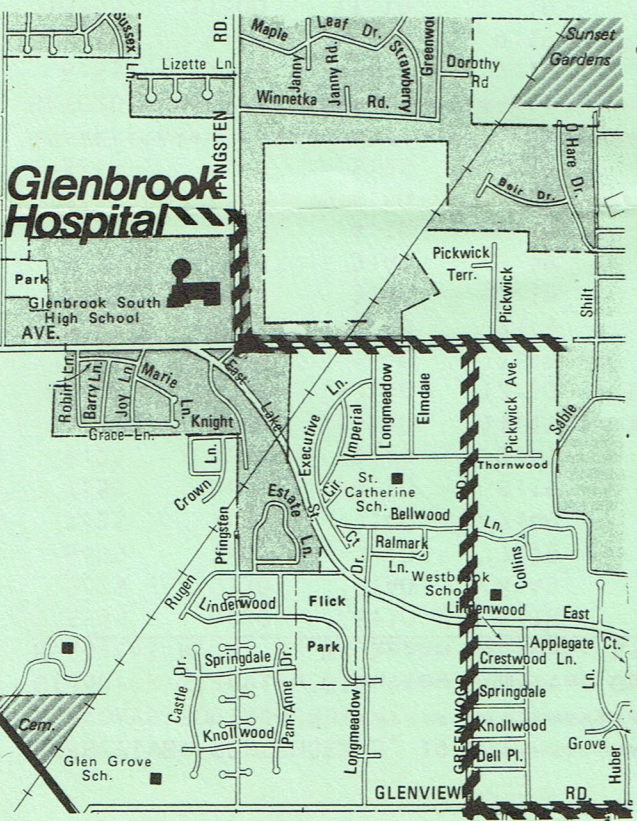 Sussex
Ln.
Lizette Ln.
RD.
PFINGSTEN
Maple
Leaf Dr.
Janny
Janny Rd.
Strawberry
Greenwood
Dorothy
Rd
Winnetka
Rd.
Sunset
Gardens
O Hare Dr.
Beir Dr.
Glenbrook
Hospital
Park
Glenbrook South
High School
AVE.
Pickwick
Terr.
Pickwick
Shilt
Robin Ln.
Barry Ln.
Joy Ln.
Marie
Ln.
Grace Ln.
Knight
Ln.
Crown
East
Lake
Executive
Ln.
Imperial
Longmeadow
Elmdale
Pickwick Ave.
Sable
Thornwood
RD.
St.
Catherine
Sch.
Cir.
St.
Ct.
Bellwood
Ln.
Ralmark
Ln.
Collins
Estate
Ln.
Pfingsten
Rugen
Dr.
Westbrook
School
Lindenwood
East
Linderwood
Flick
Park
Applegate
Ct.
Crestwood Ln.
Ln.
Springdale
Springdale
Castle Dr.
Pam-Anne Dr.
Knollwood
Knollwood
Longmeadow
GREENWOOD
Dell Pl.
Grove
Huber
Cem.
Glen Grove
Sch.
GLENVIEW
RD.